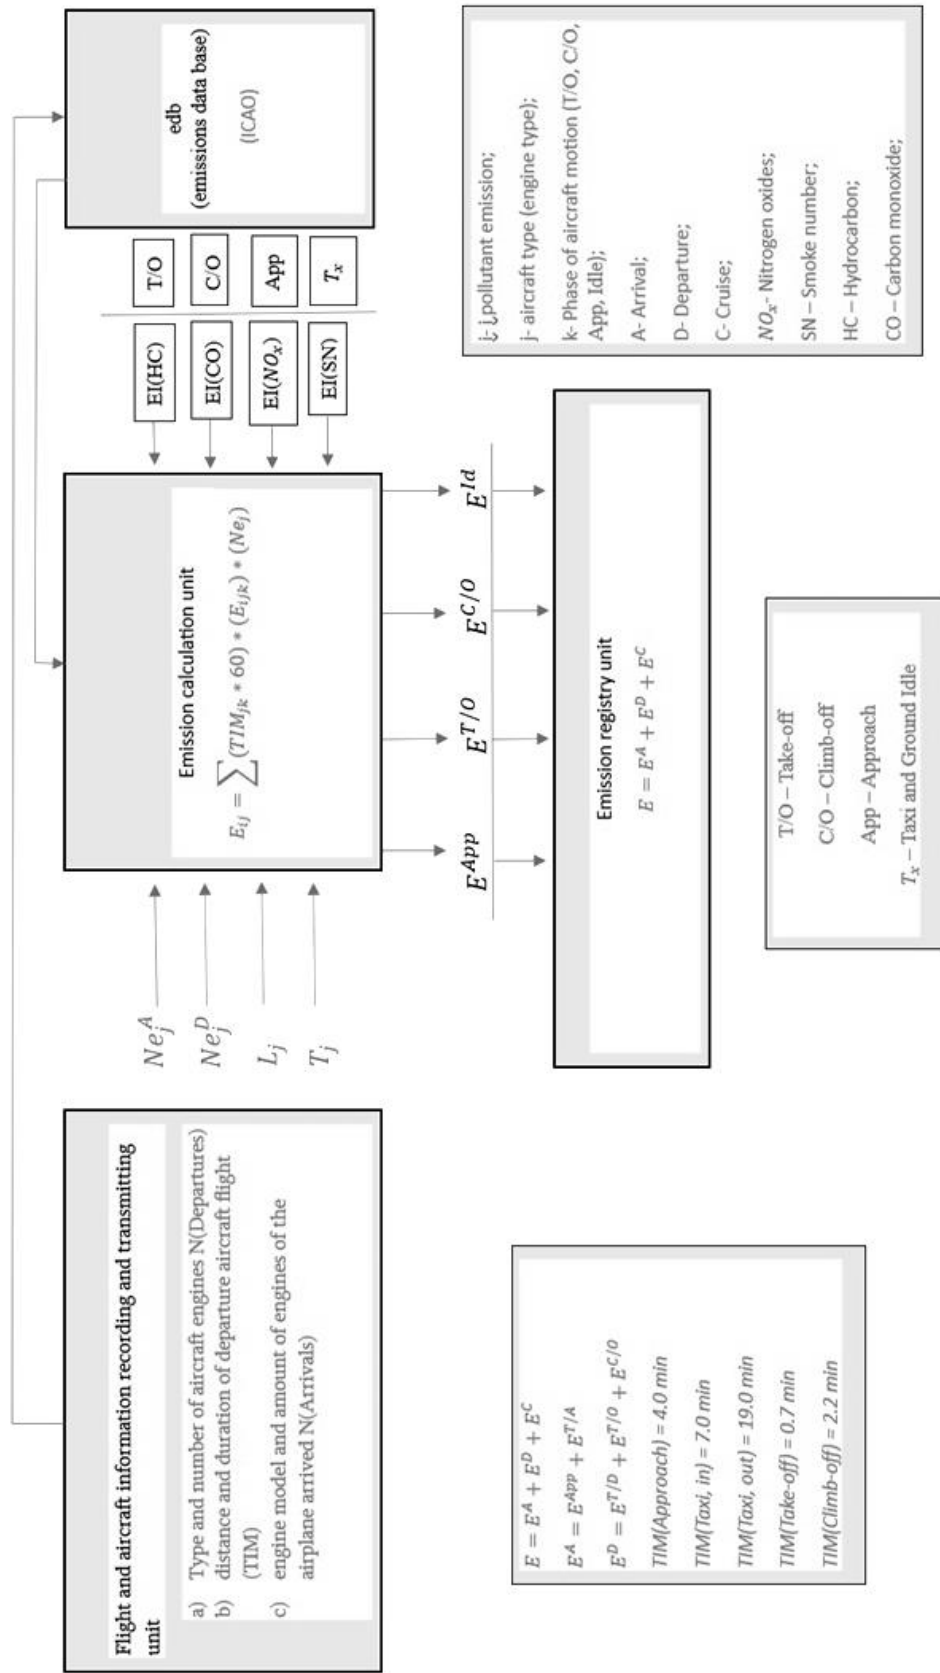 Flight and aircraft information recording and transmitting
unit
a) Type and number of aircraft engines N(Departures)
b) distance and duration of departure aircraft flight
(TIM)
c) engine model and amount of engines of the
airplane arrived N(Arrivals)
Ne_j^A
Ne_j^D
L_j
T_j
Emission calculation unit
E_{ij} = ∑(TIM_{jk} * 60) * (E_{ijk}) * (Ne_j)
EI(HC)
EI(CO)
EI(NO_x)
EI(SN)
T/O
C/O
App
T_x
edb
(emissions data base)
(ICAO)
E^{App}
E^{T/O}
E^{C/O}
E^{Id}
Emission registry unit
E = E^A + E^D + E^C
E = E^A + E^D + E^C
E^A = E^{App} + E^{T/A}
E^D = E^{T/D} + E^{T/O} + E^{C/O}
TIM(Approach) = 4.0 min
TIM(Taxi, in) = 7.0 min
TIM(Taxi, out) = 19.0 min
TIM(Take-off) = 0.7 min
TIM(Climb-off) = 2.2 min
T/O – Take-off
C/O – Climb-off
App – Approach
T_x – Taxi and Ground Idle
j- pollutant emission;
j- aircraft type (engine type);
k- Phase of aircraft motion (T/O, C/O,
App, Idle);
A- Arrival;
D- Departure;
C- Cruise;
NO_x- Nitrogen oxides;
SN – Smoke number;
HC – Hydrocarbon;
CO – Carbon monoxide;